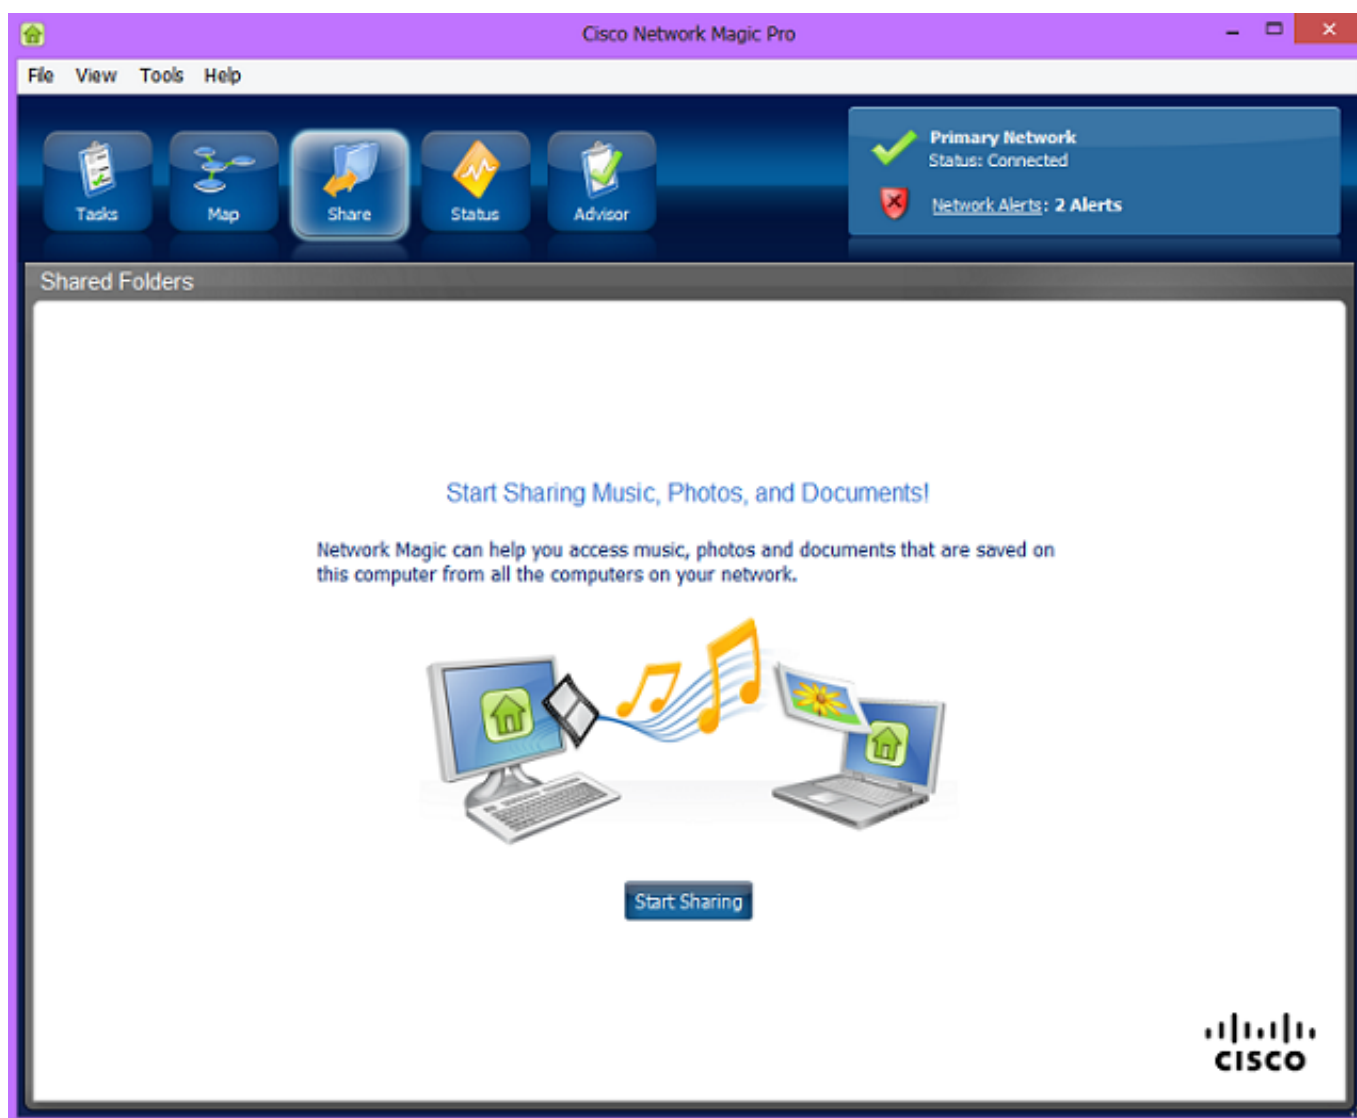 Cisco Network Magic Pro
File View Tools Help
Tasks
Map
Share
Status
Advisor
Primary Network
Status: Connected
Network Alerts: 2 Alerts
Shared Folders
Start Sharing Music, Photos, and Documents!
Network Magic can help you access music, photos and documents that are saved on
this computer from all the computers on your network.
Start Sharing
CISCO